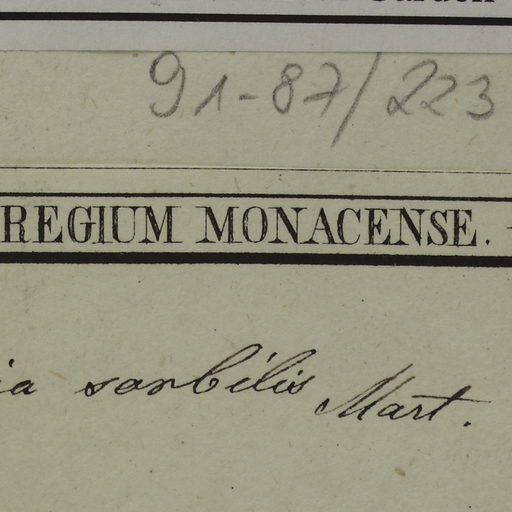 91-87/223
REGIUM MONACENSE.
ia sorbilis Mart.